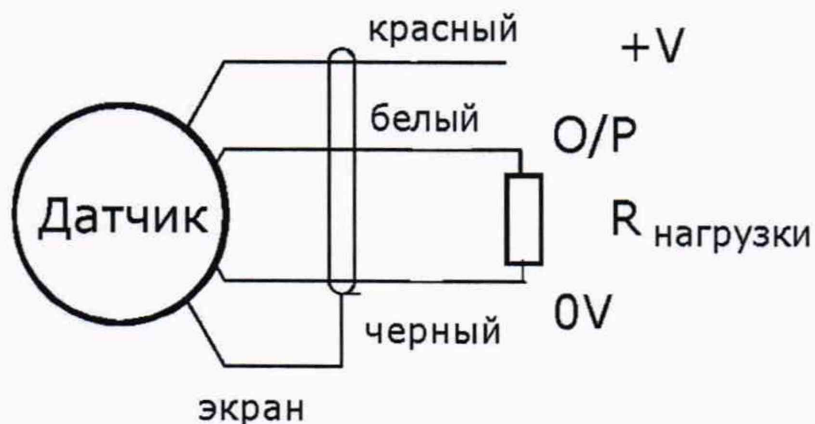 красный
+V
белый
O/P
Датчик
R нагрузки
0V
черный
экран